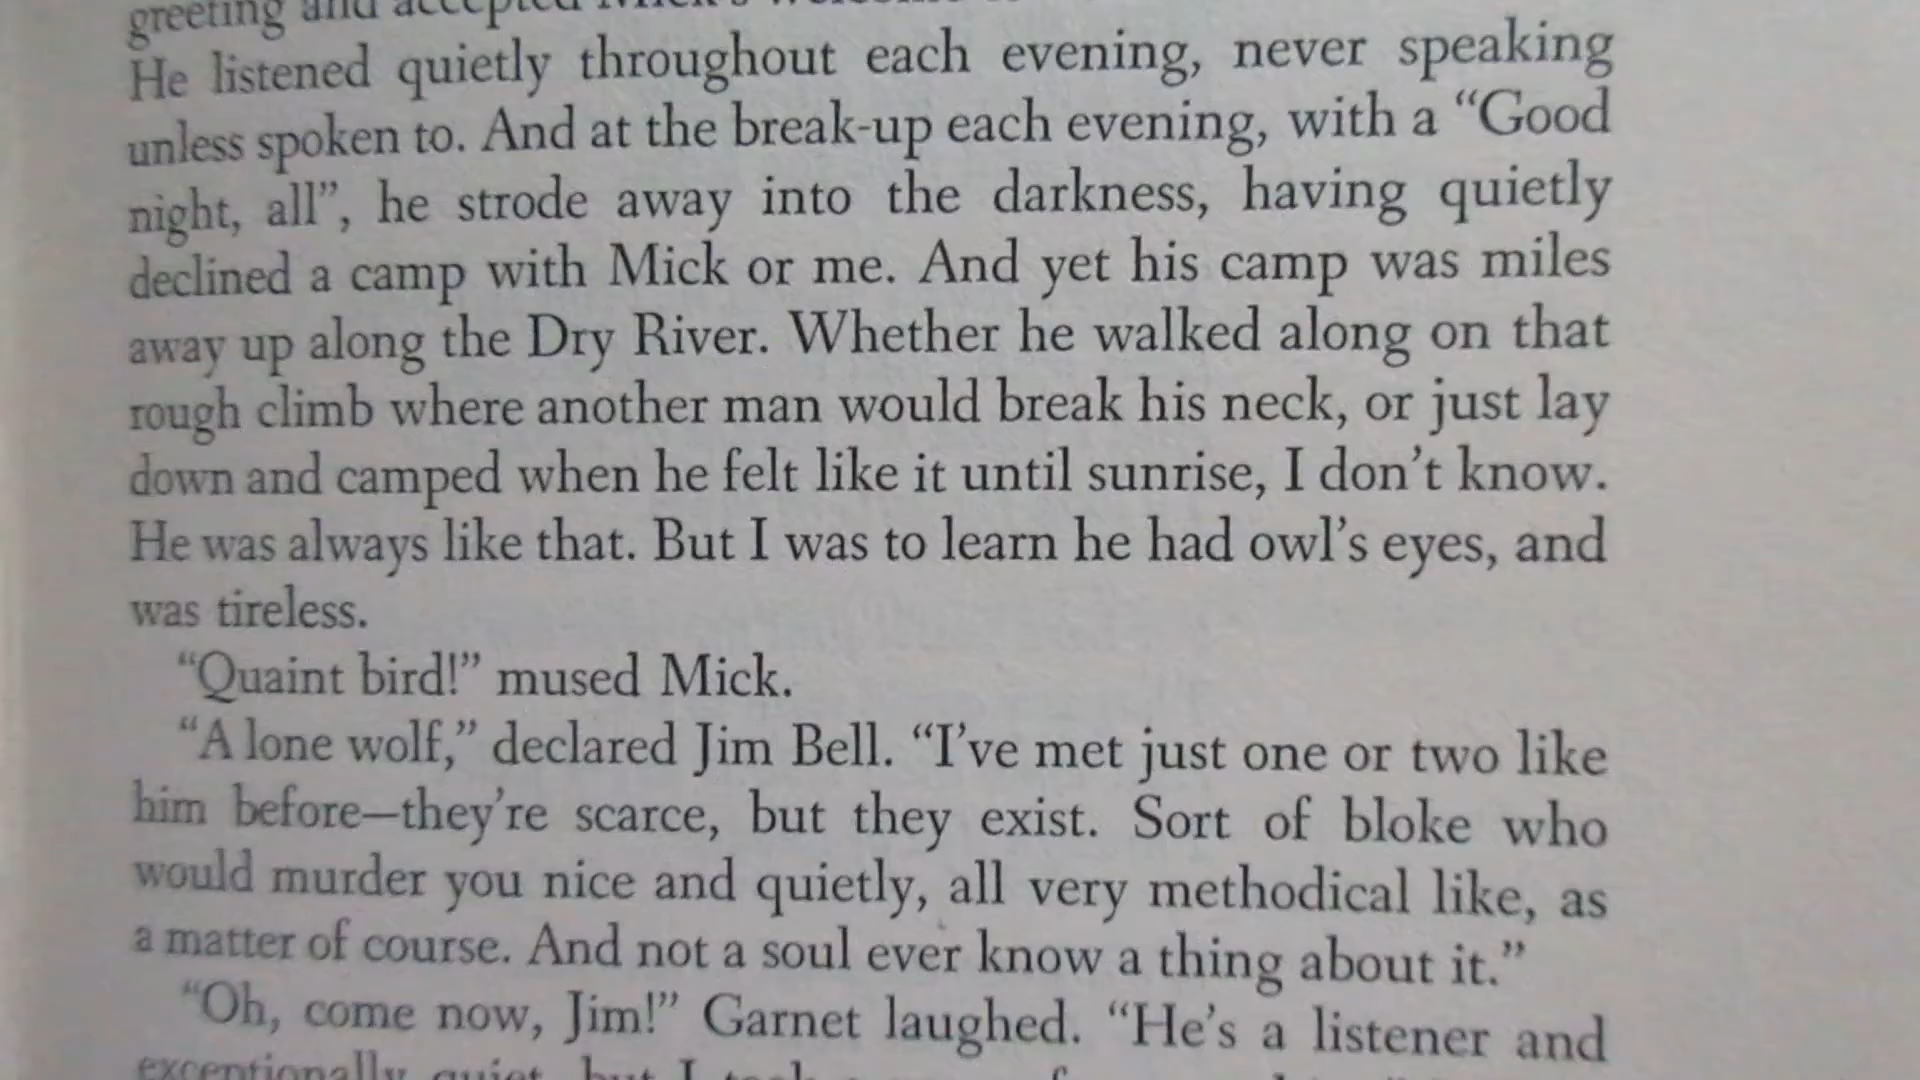 greeting and accepted Mick's
He listened quietly throughout each evening, never speaking
unless spoken to. And at the break-up each evening, with a “Good
night, all”, he strode away into the darkness, having quietly
declined a camp with Mick or me. And yet his camp was miles
away up along the Dry River. Whether he walked along on that
rough climb where another man would break his neck, or just lay
down and camped when he felt like it until sunrise, I don’t know.
He was always like that. But I was to learn he had owl’s eyes, and
was tireless.
“Quaint bird!” mused Mick.
“A lone wolf,” declared Jim Bell. “I’ve met just one or two like
him before—they’re scarce, but they exist. Sort of bloke who
would murder you nice and quietly, all very methodical like, as
a matter of course. And not a soul ever know a thing about it.”
“Oh, come now, Jim!” Garnet laughed. “He’s a listener and
exceptionally quiet, but I